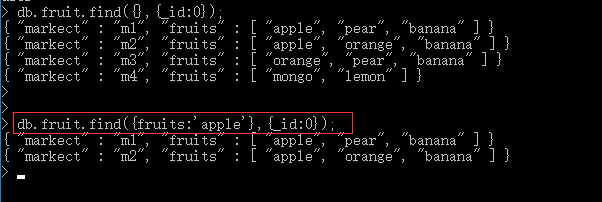 > db.fruit.find({}, {_id:0});
{ "markect" : "m1", "fruits" : [ "apple", "pear", "banana" ] }
{ "markect" : "m2", "fruits" : [ "apple", "orange", "banana" ] }
{ "markect" : "m3", "fruits" : [ "orange", "pear", "banana" ] }
{ "markect" : "m4", "fruits" : [ "mongo", "lemon" ] }
>
>
> db.fruit.find({fruits:'apple'}, {_id:0});
{ "markect" : "m1", "fruits" : [ "apple", "pear", "banana" ] }
{ "markect" : "m2", "fruits" : [ "apple", "orange", "banana" ] }
>